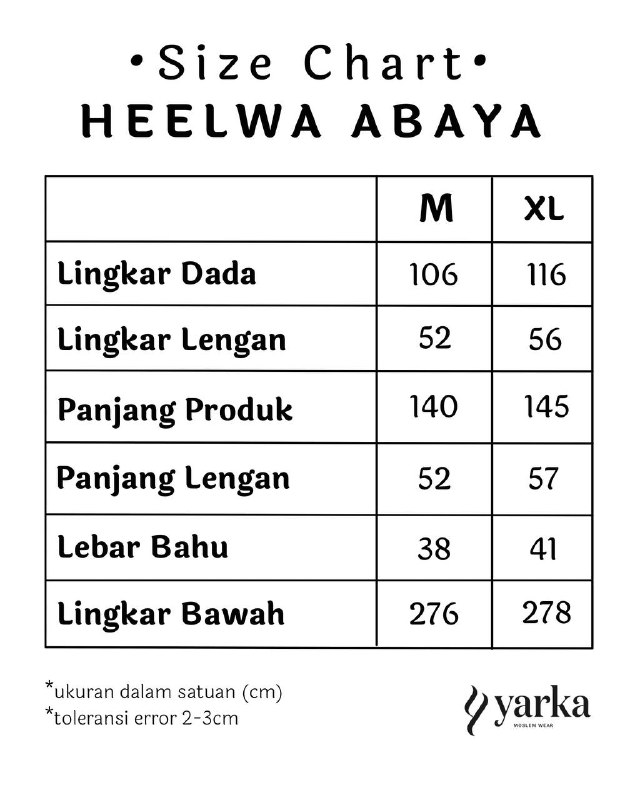 •Size Chart•
HEELWA ABAYA
M XL
Lingkar Dada 106 116
Lingkar Lengan 52 56
Panjang Produk 140 145
Panjang Lengan 52 57
Lebar Bahu 38 41
Lingkar Bawah 276 278
*ukuran dalam satuan (cm)
*toleransi error 2-3cm
yarka
MOSLEM WEAR